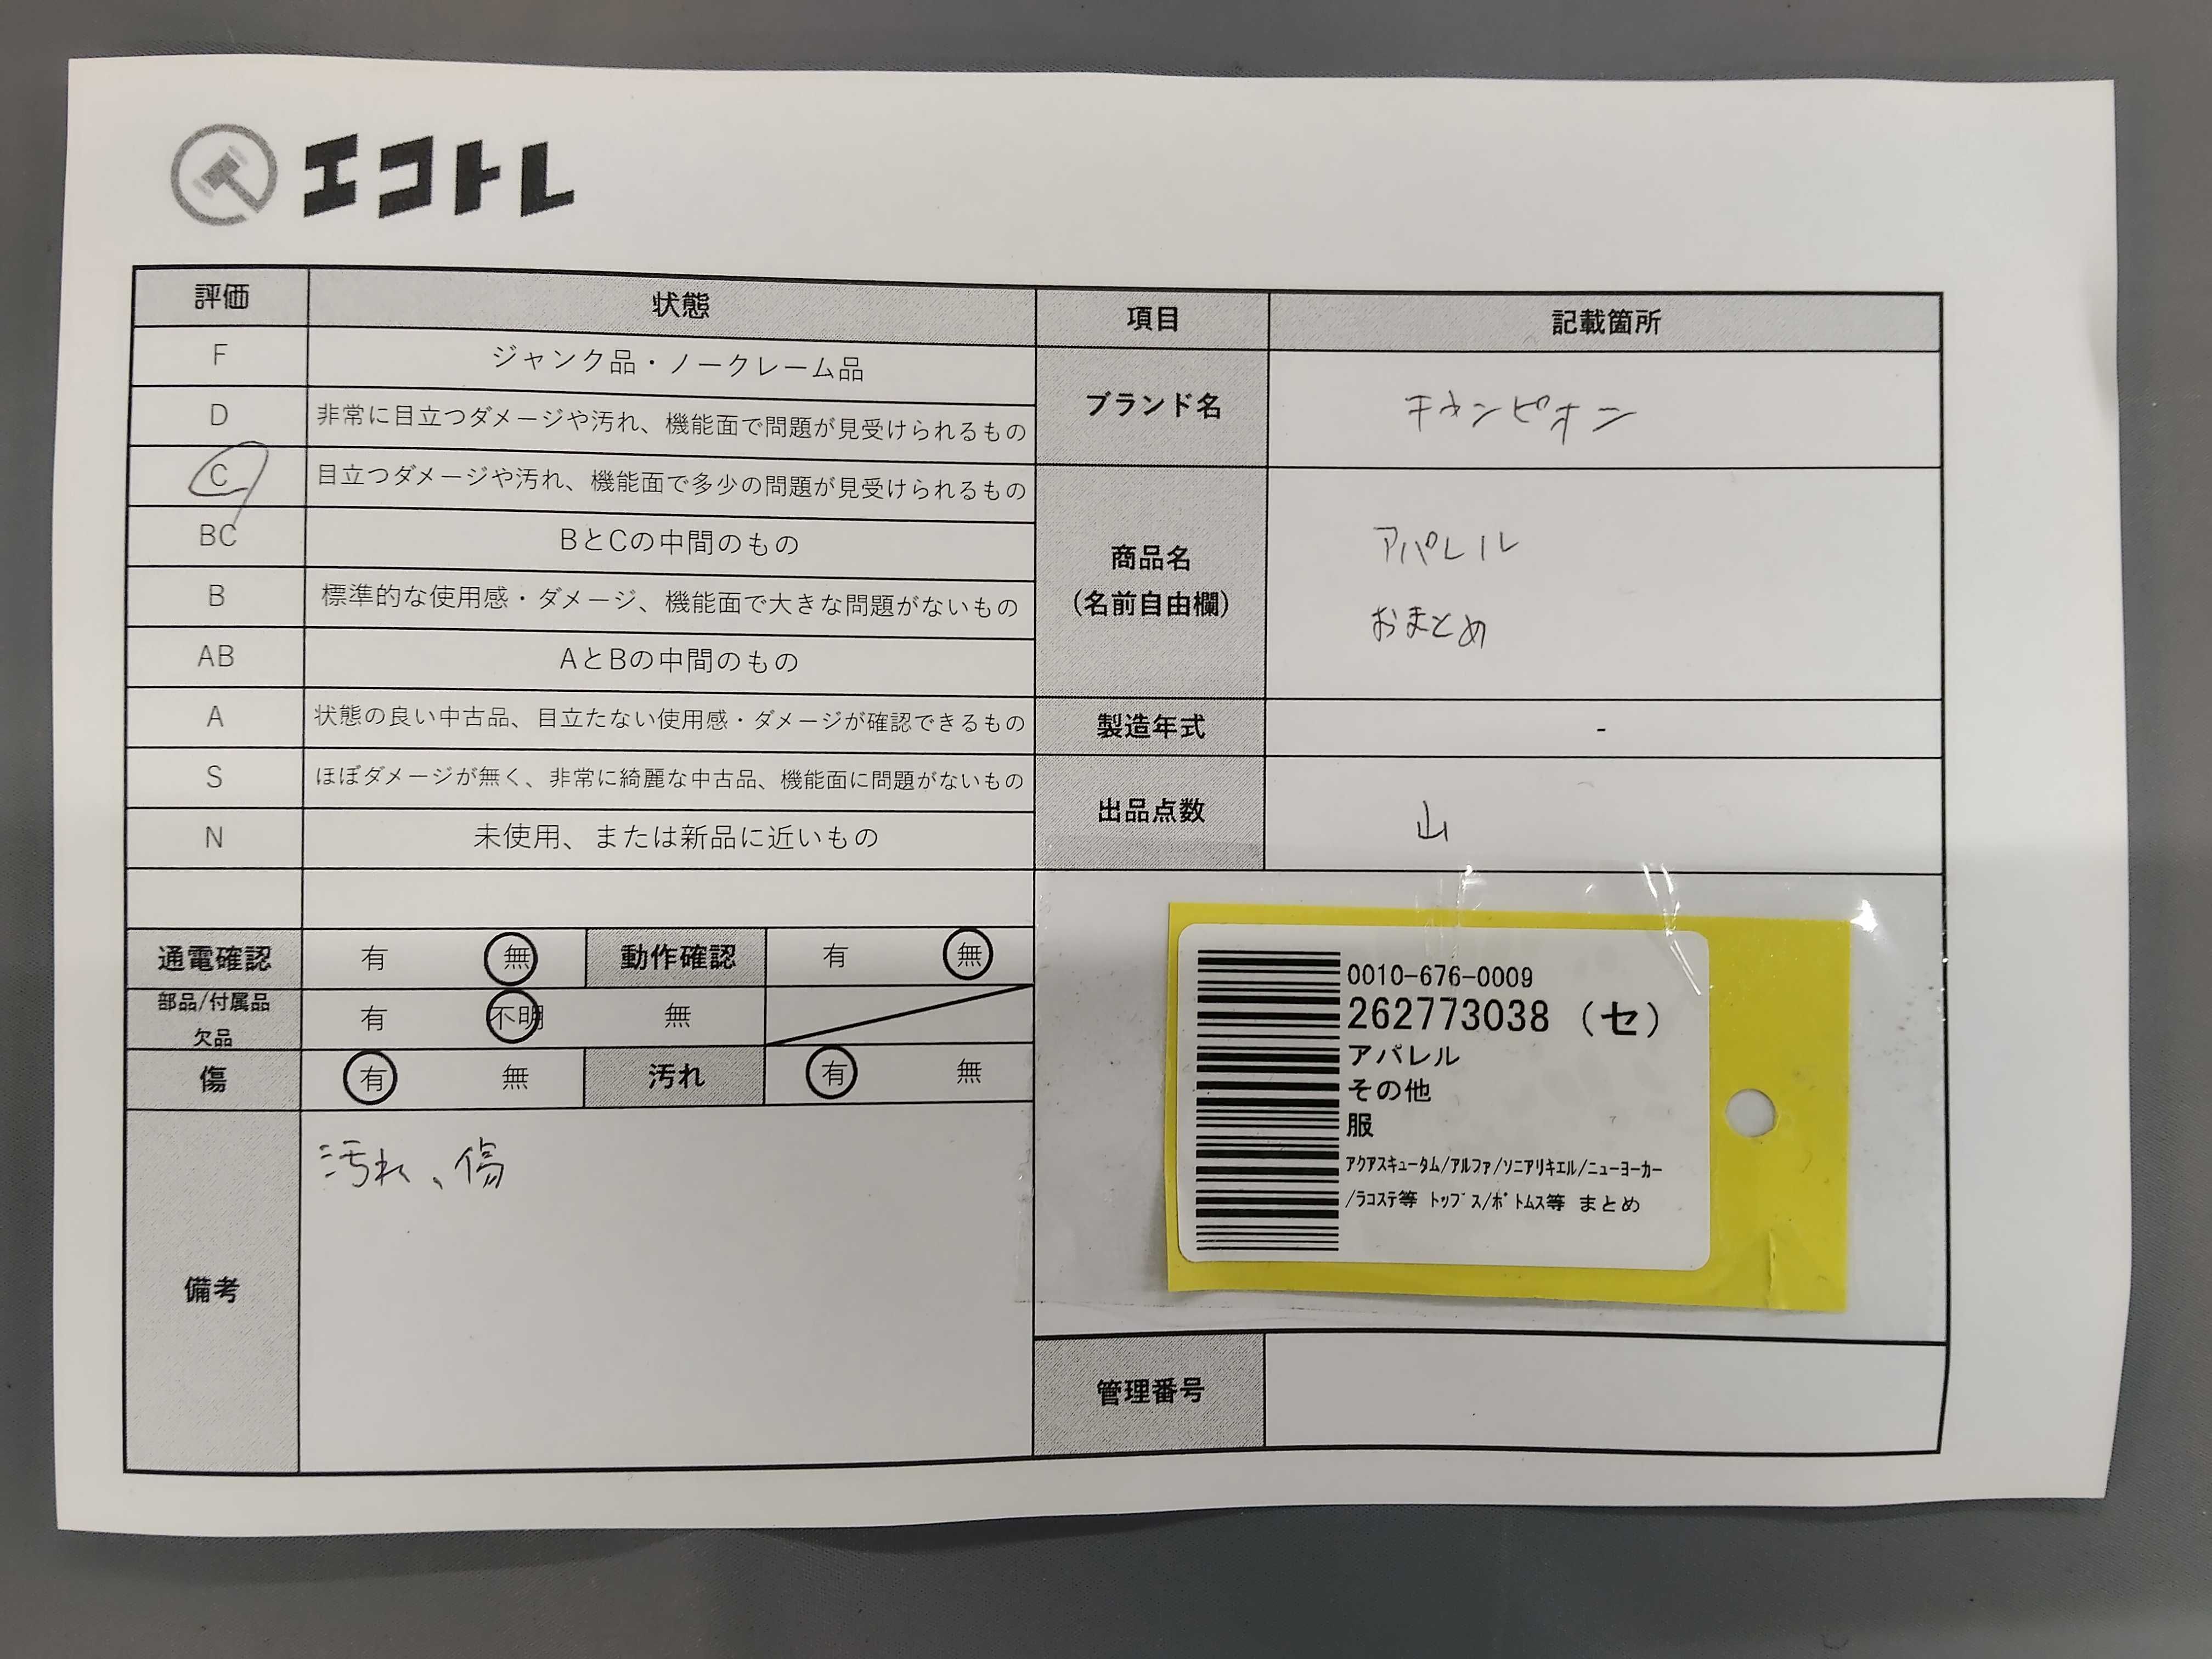 エコトレ
評価 状態
F ジャンク品・ノークレーム品
D 非常に目立つダメージや汚れ、機能面で問題が見受けられるもの
C 目立つダメージや汚れ、機能面で多少の問題が見受けられるもの
BC BとCの中間のもの
B 標準的な使用感・ダメージ、機能面で大きな問題がないもの
AB AとBの中間のもの
A 状態の良い中古品、目立たない使用感・ダメージが確認できるもの
S ほぼダメージが無く、非常に綺麗な中古品、機能面に問題がないもの
N 未使用、または新品に近いもの
通電確認 有 無 動作確認 有 無
部品/付属品
欠品 有 不明 無
傷 有 無 汚れ 有 無
備考 汚れ、傷
項目 記載箇所
ブランド名 キャンピオン
商品名
(名前自由欄)
アパレル
おまとめ
製造年式 -
出品点数 山
0010-676-0009
262773038 (セ)
アパレル
その他
服
ｱｸｱｽｷｭｰﾀﾑ/ｱﾙﾌｧ/ｿﾆｱﾘｷｴﾙ/ﾆｭｰﾖｰｶｰ
/ﾗｺｽﾃ等 ﾄｯﾌﾟｽ/ﾎﾞﾄﾑｽ等 まとめ
管理番号